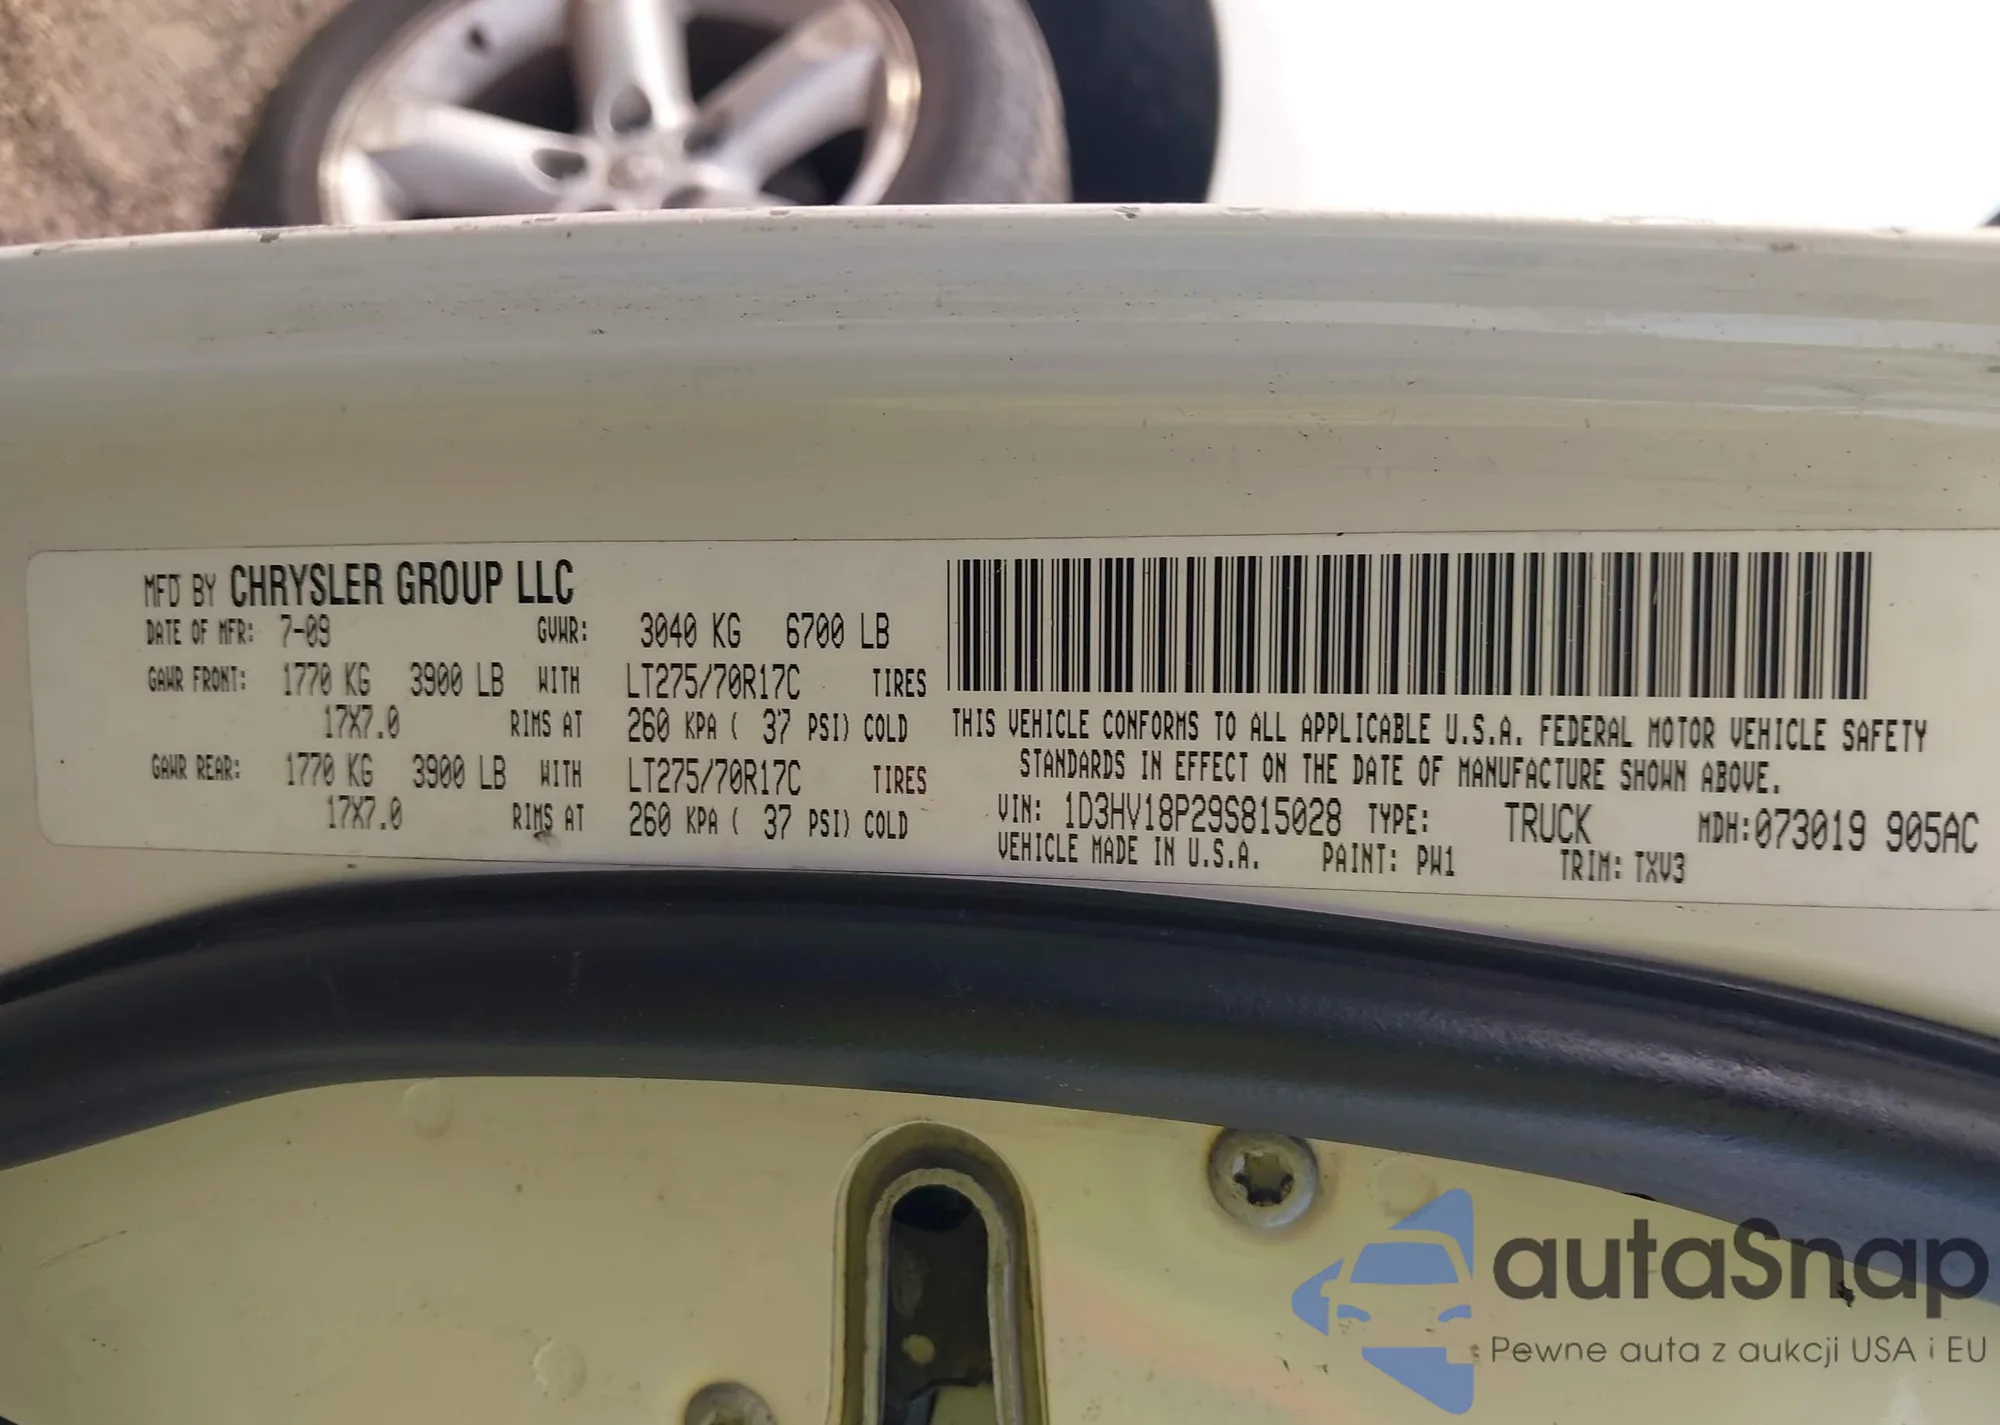 MFD BY CHRYSLER GROUP LLC
DATE OF MFR: 7-09 GVWR: 3040 KG 6700 LB
GAWR FRONT: 1770 KG 3900 LB WITH LT275/70R17C TIRES
17X7.0 RIMS AT 260 KPA ( 37 PSI) COLD
GAWR REAR: 1770 KG 3900 LB WITH LT275/70R17C TIRES
17X7.0 RIMS AT 260 KPA ( 37 PSI) COLD
THIS VEHICLE CONFORMS TO ALL APPLICABLE U.S.A. FEDERAL MOTOR VEHICLE SAFETY
STANDARDS IN EFFECT ON THE DATE OF MANUFACTURE SHOWN ABOVE.
VIN: 1D3HV18P29S815028 TYPE: TRUCK MDH:073019 905AC
VEHICLE MADE IN U.S.A. PAINT: PW1 TRIM: TXV3
autaSnap
Pewne auta z aukcji USA i EU